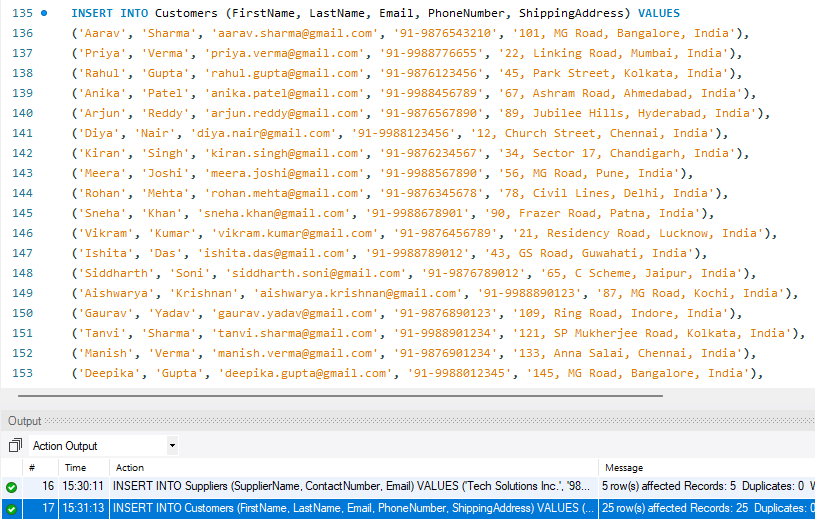 135 INSERT INTO Customers (FirstName, LastName, Email, PhoneNumber, ShippingAddress) VALUES
136 ('Aarav', 'Sharma', 'aarav.sharma@gmail.com', '91-9876543210', '101, MG Road, Bangalore, India'),
137 ('Priya', 'Verma', 'priya.verma@gmail.com', '91-9988776655', '22, Linking Road, Mumbai, India'),
138 ('Rahul', 'Gupta', 'rahul.gupta@gmail.com', '91-9876123456', '45, Park Street, Kolkata, India'),
139 ('Anika', 'Patel', 'anika.patel@gmail.com', '91-9988456789', '67, Ashram Road, Ahmedabad, India'),
140 ('Arjun', 'Reddy', 'arjun.reddy@gmail.com', '91-9876567890', '89, Jubilee Hills, Hyderabad, India'),
141 ('Diya', 'Nair', 'diya.nair@gmail.com', '91-9988123456', '12, Church Street, Chennai, India'),
142 ('Kiran', 'Singh', 'kiran.singh@gmail.com', '91-9876234567', '34, Sector 17, Chandigarh, India'),
143 ('Meera', 'Joshi', 'meera.joshi@gmail.com', '91-9988567890', '56, MG Road, Pune, India'),
144 ('Rohan', 'Mehta', 'rohan.mehta@gmail.com', '91-9876345678', '78, Civil Lines, Delhi, India'),
145 ('Sneha', 'Khan', 'sneha.khan@gmail.com', '91-9988678901', '90, Frazer Road, Patna, India'),
146 ('Vikram', 'Kumar', 'vikram.kumar@gmail.com', '91-9876456789', '21, Residency Road, Lucknow, India'),
147 ('Ishita', 'Das', 'ishita.das@gmail.com', '91-9988789012', '43, GS Road, Guwahati, India'),
148 ('Siddharth', 'Soni', 'siddharth.soni@gmail.com', '91-9876789012', '65, C Scheme, Jaipur, India'),
149 ('Aishwarya', 'Krishnan', 'aishwarya.krishnan@gmail.com', '91-9988890123', '87, MG Road, Kochi, India'),
150 ('Gaurav', 'Yadav', 'gaurav.yadav@gmail.com', '91-9876890123', '109, Ring Road, Indore, India'),
151 ('Tanvi', 'Sharma', 'tanvi.sharma@gmail.com', '91-9988901234', '121, SP Mukherjee Road, Kolkata, India'),
152 ('Manish', 'Verma', 'manish.verma@gmail.com', '91-9876901234', '133, Anna Salai, Chennai, India'),
153 ('Deepika', 'Gupta', 'deepika.gupta@gmail.com', '91-9988012345', '145, MG Road, Bangalore, India'),
Output
Action Output
# Time Action Message
16 15:30:11 INSERT INTO Suppliers (SupplierName, ContactNumber, Email) VALUES ('Tech Solutions Inc.', '98... 5 row(s) affected Records: 5 Duplicates: 0 W
17 15:31:13 INSERT INTO Customers (FirstName, LastName, Email, PhoneNumber, ShippingAddress) VALUES (... 25 row(s) affected Records: 25 Duplicates: 0